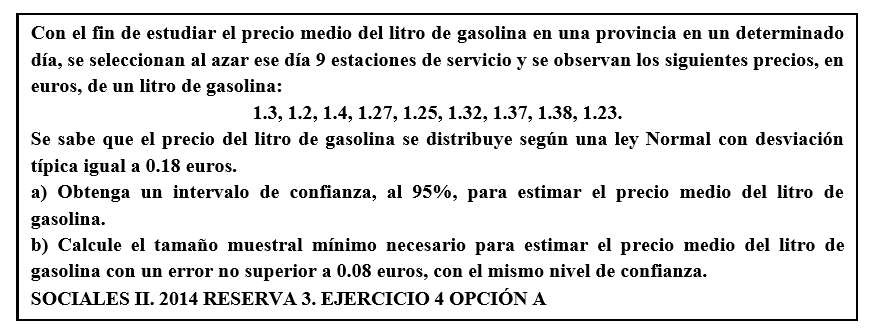 Con el fin de estudiar el precio medio del litro de gasolina en una provincia en un determinado
día, se seleccionan al azar ese día 9 estaciones de servicio y se observan los siguientes precios, en
euros, de un litro de gasolina:
1.3, 1.2, 1.4, 1.27, 1.25, 1.32, 1.37, 1.38, 1.23.
Se sabe que el precio del litro de gasolina se distribuye según una ley Normal con desviación
típica igual a 0.18 euros.
a) Obtenga un intervalo de confianza, al 95%, para estimar el precio medio del litro de
gasolina.
b) Calcule el tamaño muestral mínimo necesario para estimar el precio medio del litro de
gasolina con un error no superior a 0.08 euros, con el mismo nivel de confianza.
SOCIALES II. 2014 RESERVA 3. EJERCICIO 4 OPCIÓN A